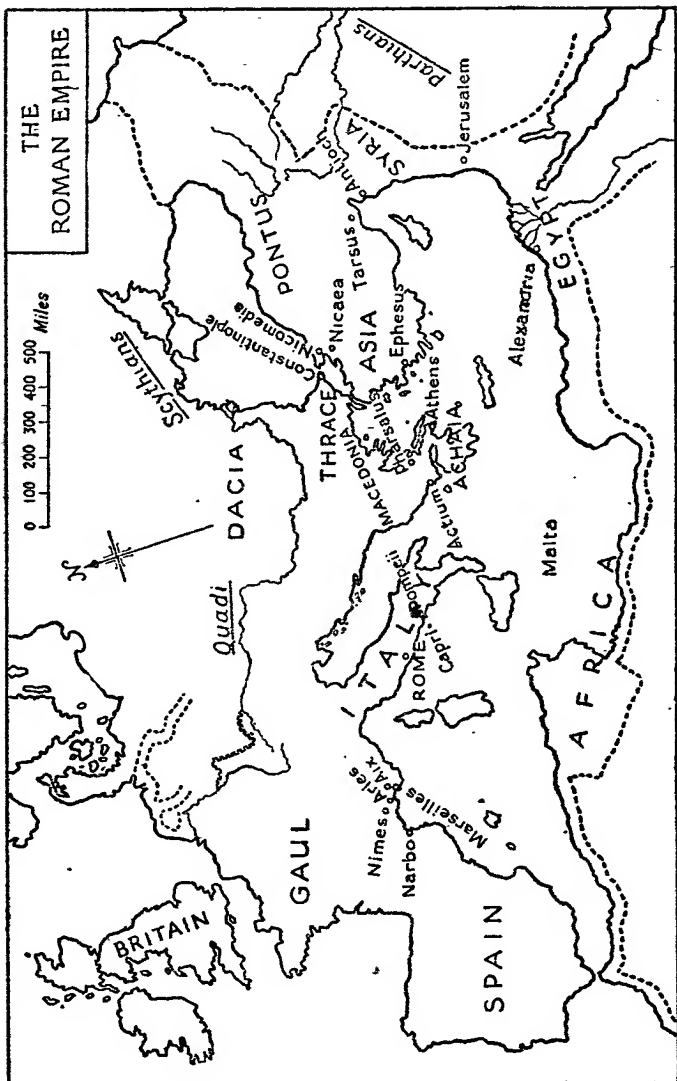 THE
ROMAN EMPIRE
0 100 200 300 400 500 Miles
N
BRITAIN
GAUL
SPAIN
Nimes
Arles
Aix
Narbo
Marseilles
Quadi
DACIA
Scythians
ITALY
ROME
Pompeii
Capri
Malta
AFRICA
THRACE
MACEDONIA
Pharsalus
Actium
ACHAIA
Athens
Constantinople
Nicomedia
Nicaea
PONTUS
ASIA
Ephesus
Tarsus
Antioch
SYRIA
Parthians
Jerusalem
Alexandria
EGYPT